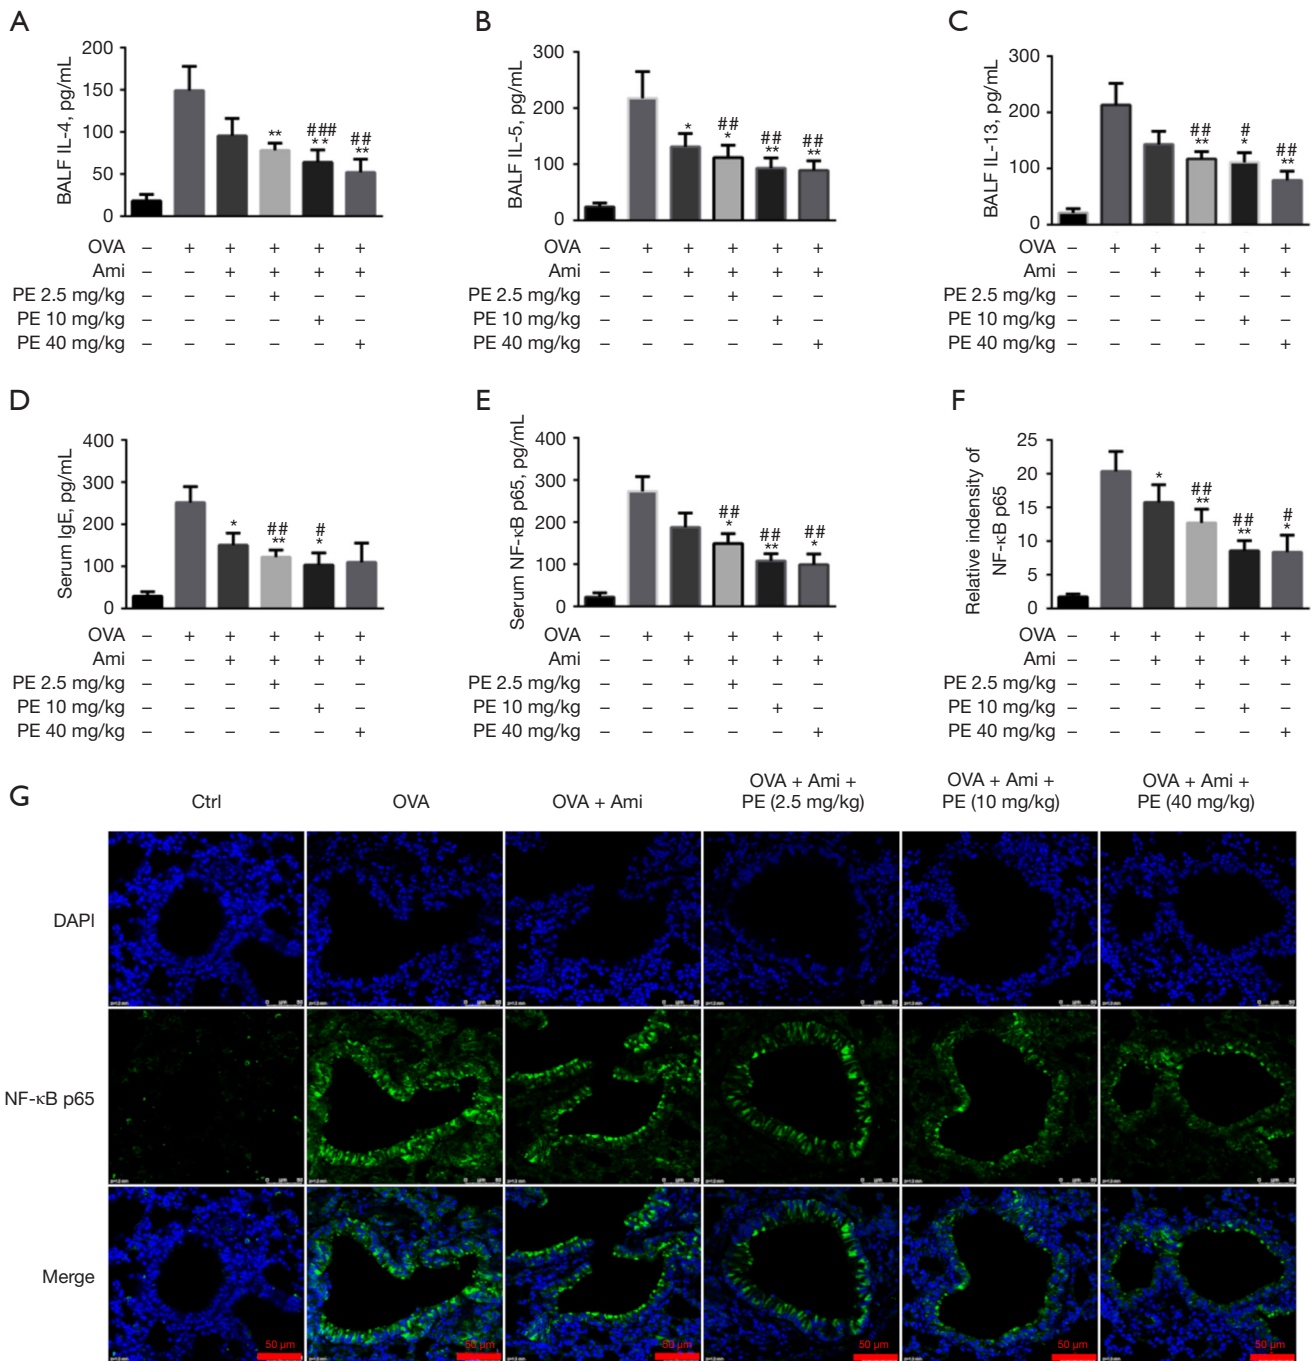 A
BALF IL-4, pg/mL
200
150
100
50
0
** ### ** ## **
OVA – + + + + +
Ami – – + + + +
PE 2.5 mg/kg – – – + – –
PE 10 mg/kg – – – – + –
PE 40 mg/kg – – – – – +
B
BALF IL-5, pg/mL
300
200
100
0
* ## * ## ** ## **
OVA – + + + + +
Ami – – + + + +
PE 2.5 mg/kg – – – + – –
PE 10 mg/kg – – – – + –
PE 40 mg/kg – – – – – +
C
BALF IL-13, pg/mL
300
200
100
0
## ** # * ## **
OVA – + + + + +
Ami – – + + + +
PE 2.5 mg/kg – – – + – –
PE 10 mg/kg – – – – + –
PE 40 mg/kg – – – – – +
D
Serum IgE, pg/mL
400
300
200
100
0
* ## ** # *
OVA – + + + + +
Ami – – + + + +
PE 2.5 mg/kg – – – + – –
PE 10 mg/kg – – – – + –
PE 40 mg/kg – – – – – +
E
Serum NF-κB p65, pg/mL
400
300
200
100
0
## * ## ** ## *
OVA – + + + + +
Ami – – + + + +
PE 2.5 mg/kg – – – + – –
PE 10 mg/kg – – – – + –
PE 40 mg/kg – – – – – +
F
Relative indensity of
NF-κB p65
25
20
15
10
5
0
* ## ** ## ** # *
OVA – + + + + +
Ami – – + + + +
PE 2.5 mg/kg – – – + – –
PE 10 mg/kg – – – – + –
PE 40 mg/kg – – – – – +
G
Ctrl
OVA
OVA + Ami
OVA + Ami +
PE (2.5 mg/kg)
OVA + Ami +
PE (10 mg/kg)
OVA + Ami +
PE (40 mg/kg)
DAPI
NF-κB p65
Merge
50 µm
50 µm
50 µm
50 µm
50 µm
50 µm